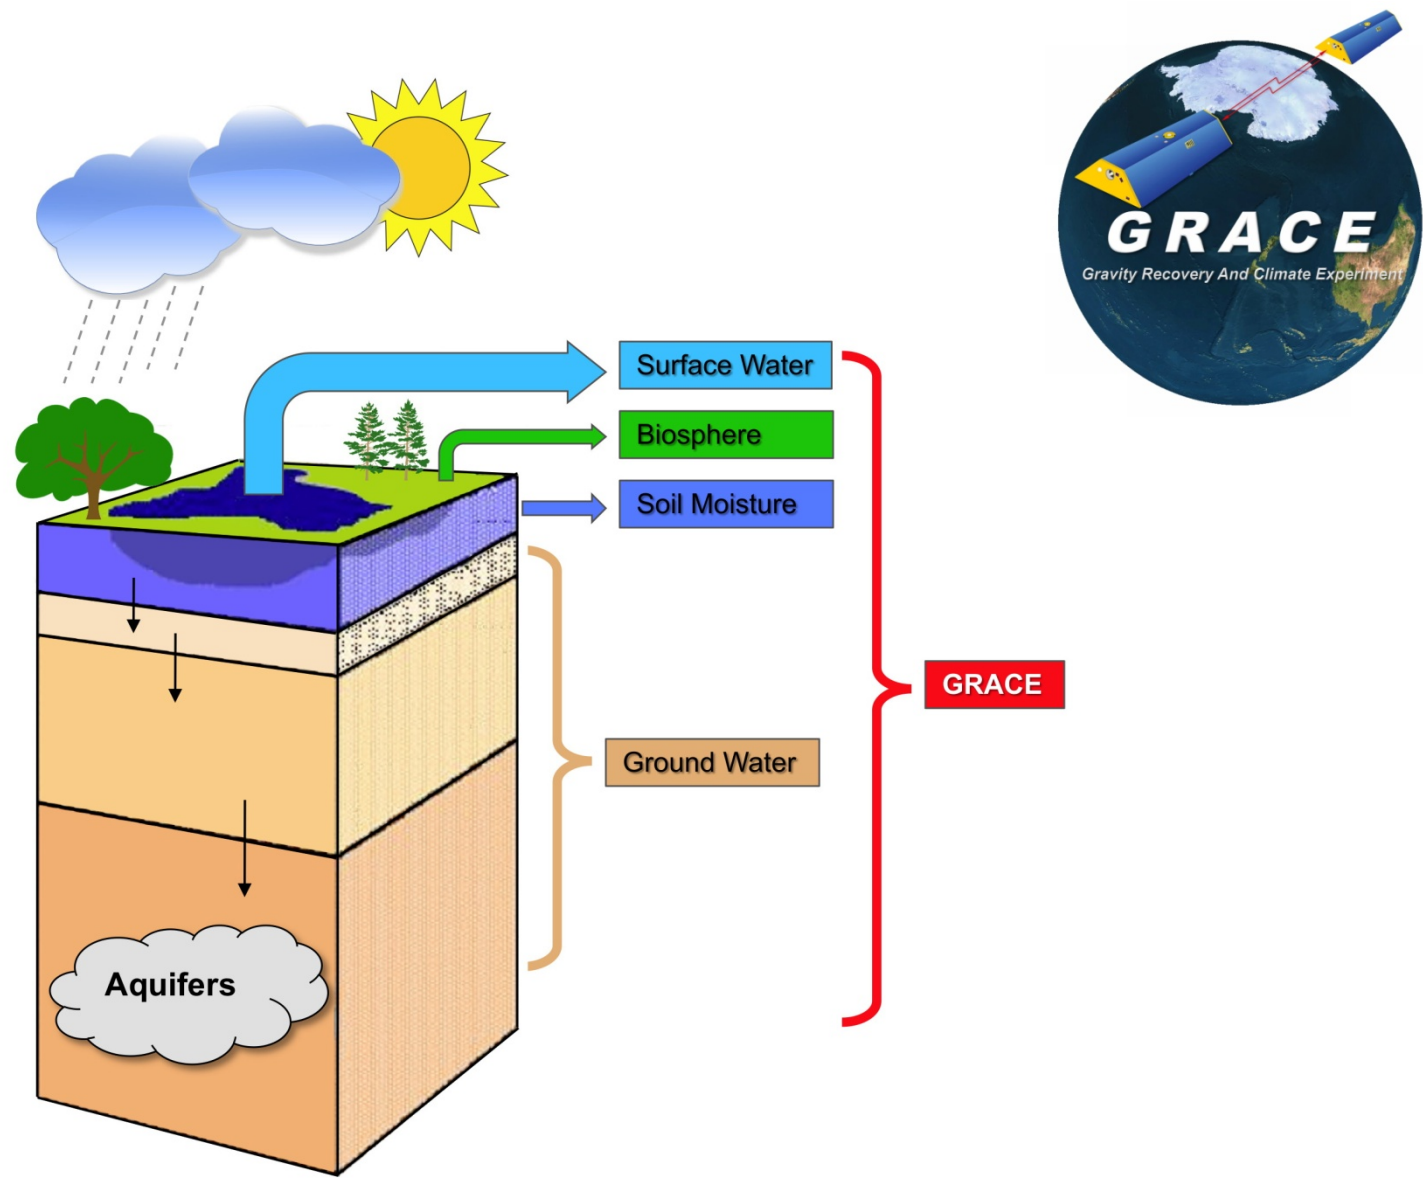 GRACE
Gravity Recovery And Climate Experiment
Surface Water
Biosphere
Soil Moisture
GRACE
Ground Water
Aquifers